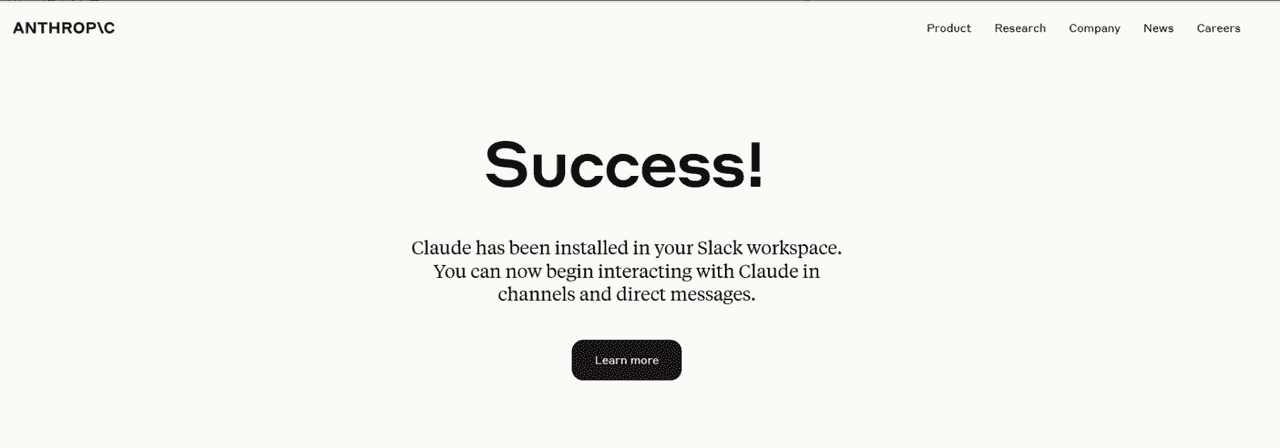 ANTHROP\C
Product Research Company News Careers
Success!
Claude has been installed in your Slack workspace.
You can now begin interacting with Claude in
channels and direct messages.
Learn more